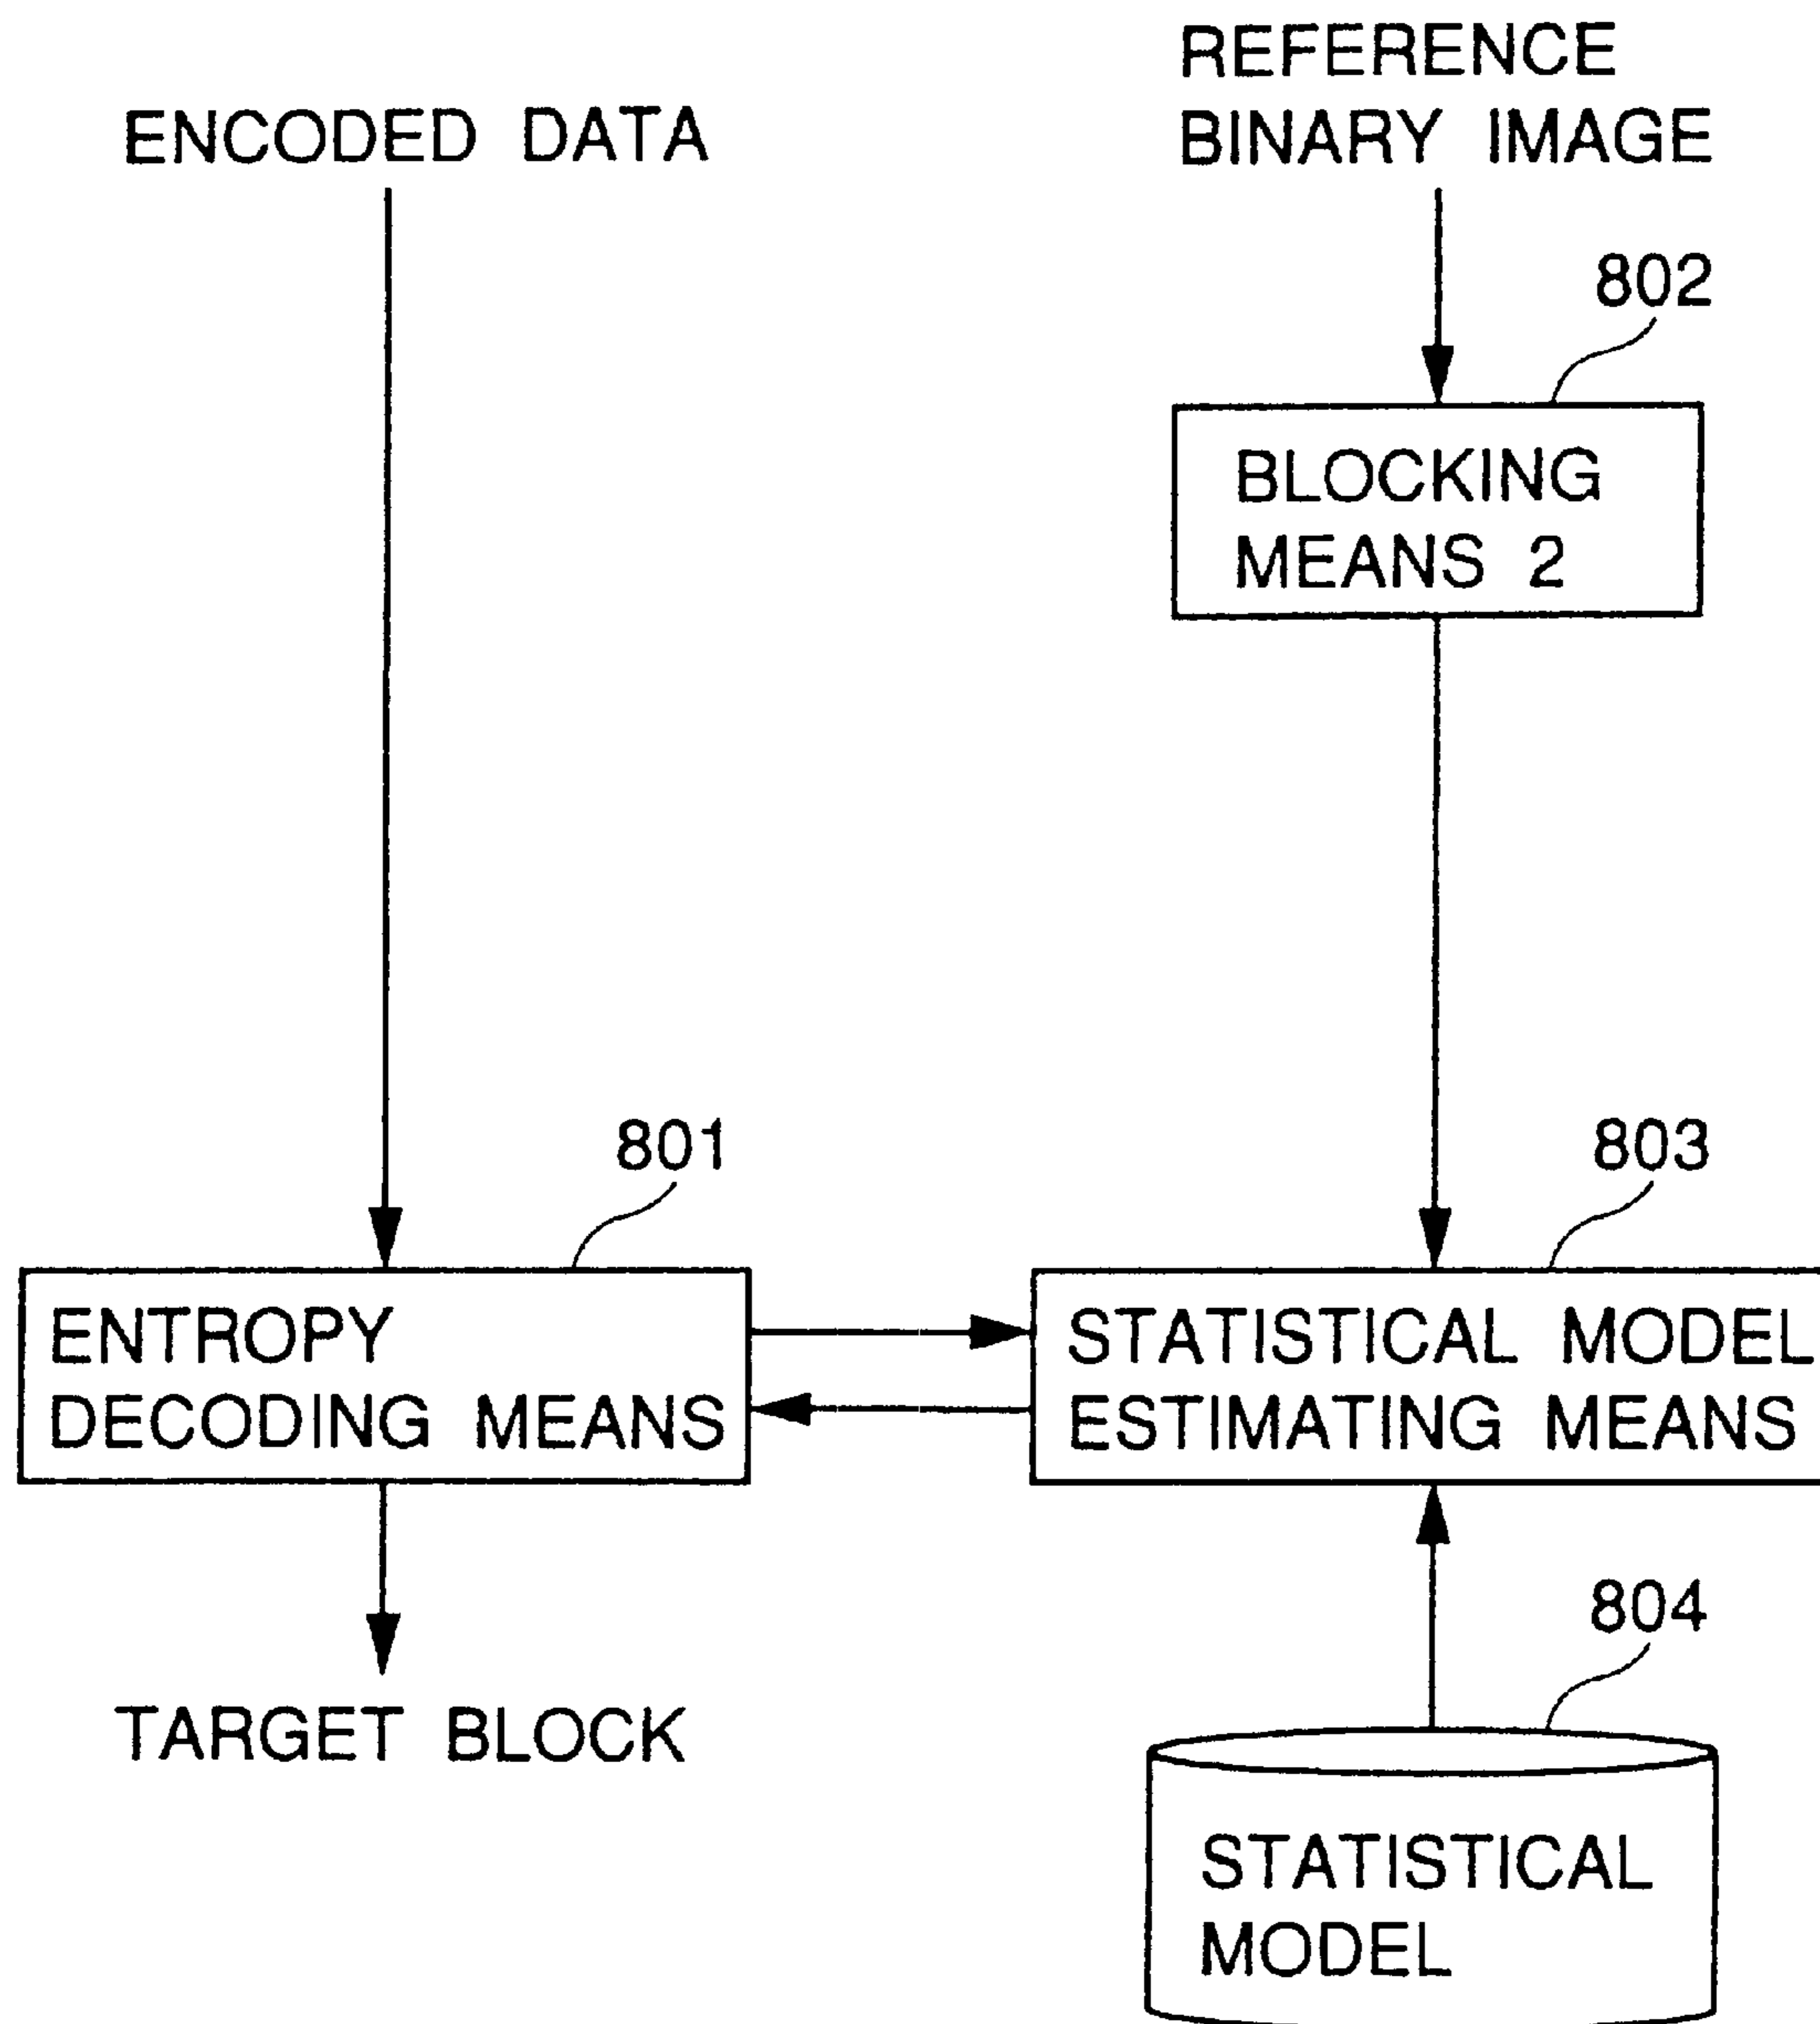 REFERENCE
BINARY IMAGE
ENCODED DATA
802
BLOCKING
MEANS 2
801
803
ENTROPY
DECODING MEANS
STATISTICAL MODEL
ESTIMATING MEANS
804
TARGET BLOCK
STATISTICAL
MODEL